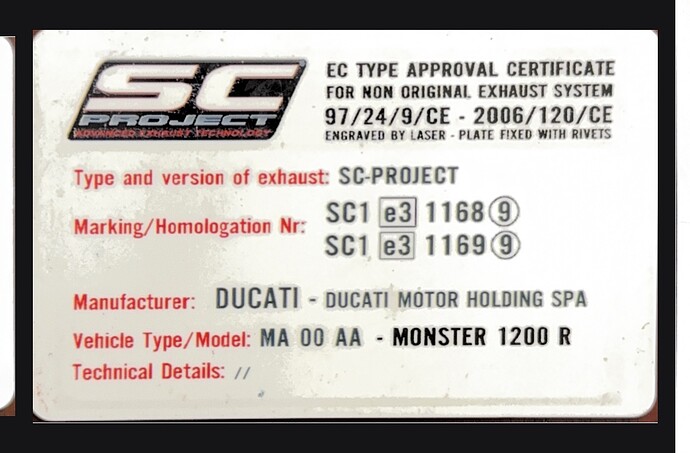 SC
PROJECT
ADVANCED EXHAUST TECHNOLOGY
EC TYPE APPROVAL CERTIFICATE
FOR NON ORIGINAL EXHAUST SYSTEM
97/24/9/CE - 2006/120/CE
ENGRAVED BY LASER - PLATE FIXED WITH RIVETS
Type and version of exhaust: SC-PROJECT
Marking/Homologation Nr: SC1 e3 1168 9
SC1 e3 1169 9
Manufacturer: DUCATI - DUCATI MOTOR HOLDING SPA
Vehicle Type/Model: MA 00 AA - MONSTER 1200 R
Technical Details: //